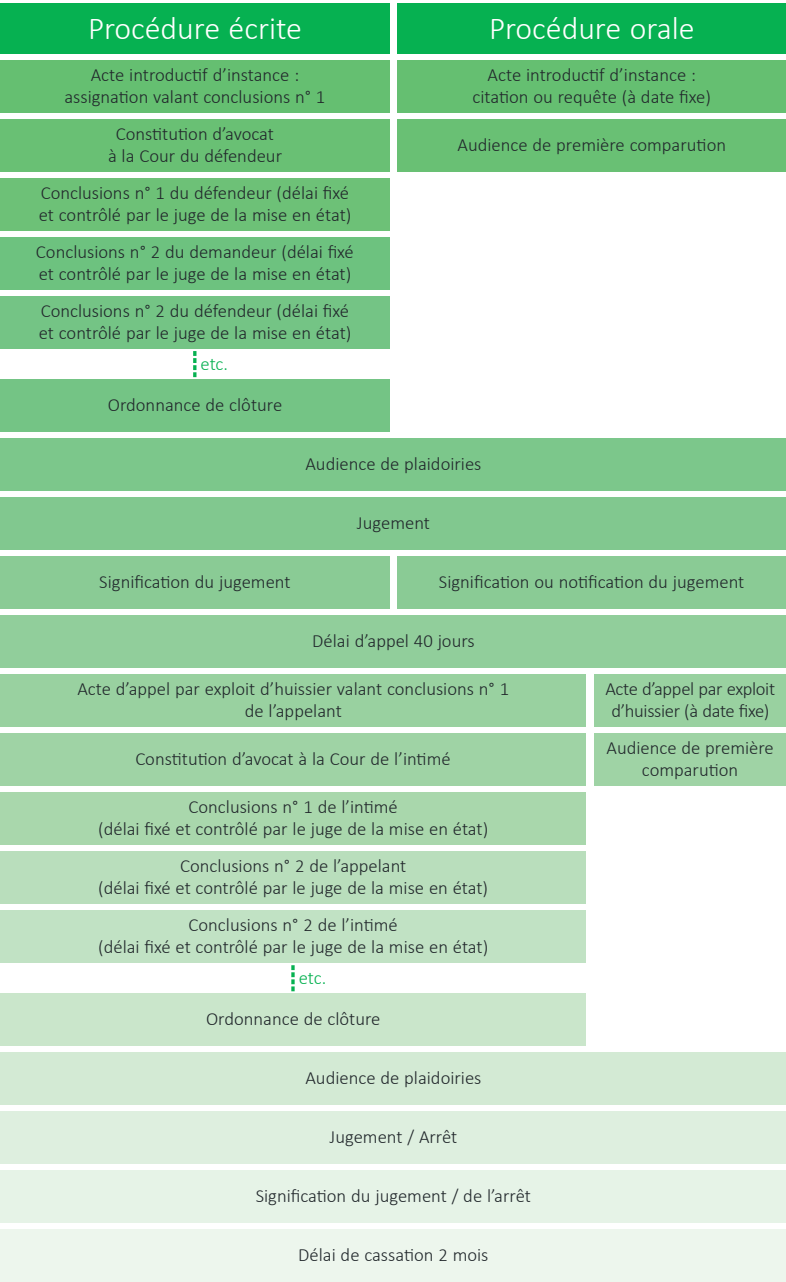 Procédure écrite
Procédure orale
Acte introductif d’instance :
assignation valant conclusions n° 1
Acte introductif d’instance :
citation ou requête (à date fixe)
Constitution d’avocat
à la Cour du défendeur
Audience de première comparution
Conclusions n° 1 du défendeur (délai fixé
et contrôlé par le juge de la mise en état)
Conclusions n° 2 du demandeur (délai fixé
et contrôlé par le juge de la mise en état)
Conclusions n° 2 du défendeur (délai fixé
et contrôlé par le juge de la mise en état)
etc.
Ordonnance de clôture
Audience de plaidoiries
Jugement
Signification du jugement
Signification ou notification du jugement
Délai d’appel 40 jours
Acte d’appel par exploit d’huissier valant conclusions n° 1
de l’appelant
Acte d’appel par exploit
d’huissier (à date fixe)
Constitution d’avocat à la Cour de l’intimé
Audience de première
comparution
Conclusions n° 1 de l’intimé
(délai fixé et contrôlé par le juge de la mise en état)
Conclusions n° 2 de l’appelant
(délai fixé et contrôlé par le juge de la mise en état)
Conclusions n° 2 de l’intimé
(délai fixé et contrôlé par le juge de la mise en état)
etc.
Ordonnance de clôture
Audience de plaidoiries
Jugement / Arrêt
Signification du jugement / de l’arrêt
Délai de cassation 2 mois